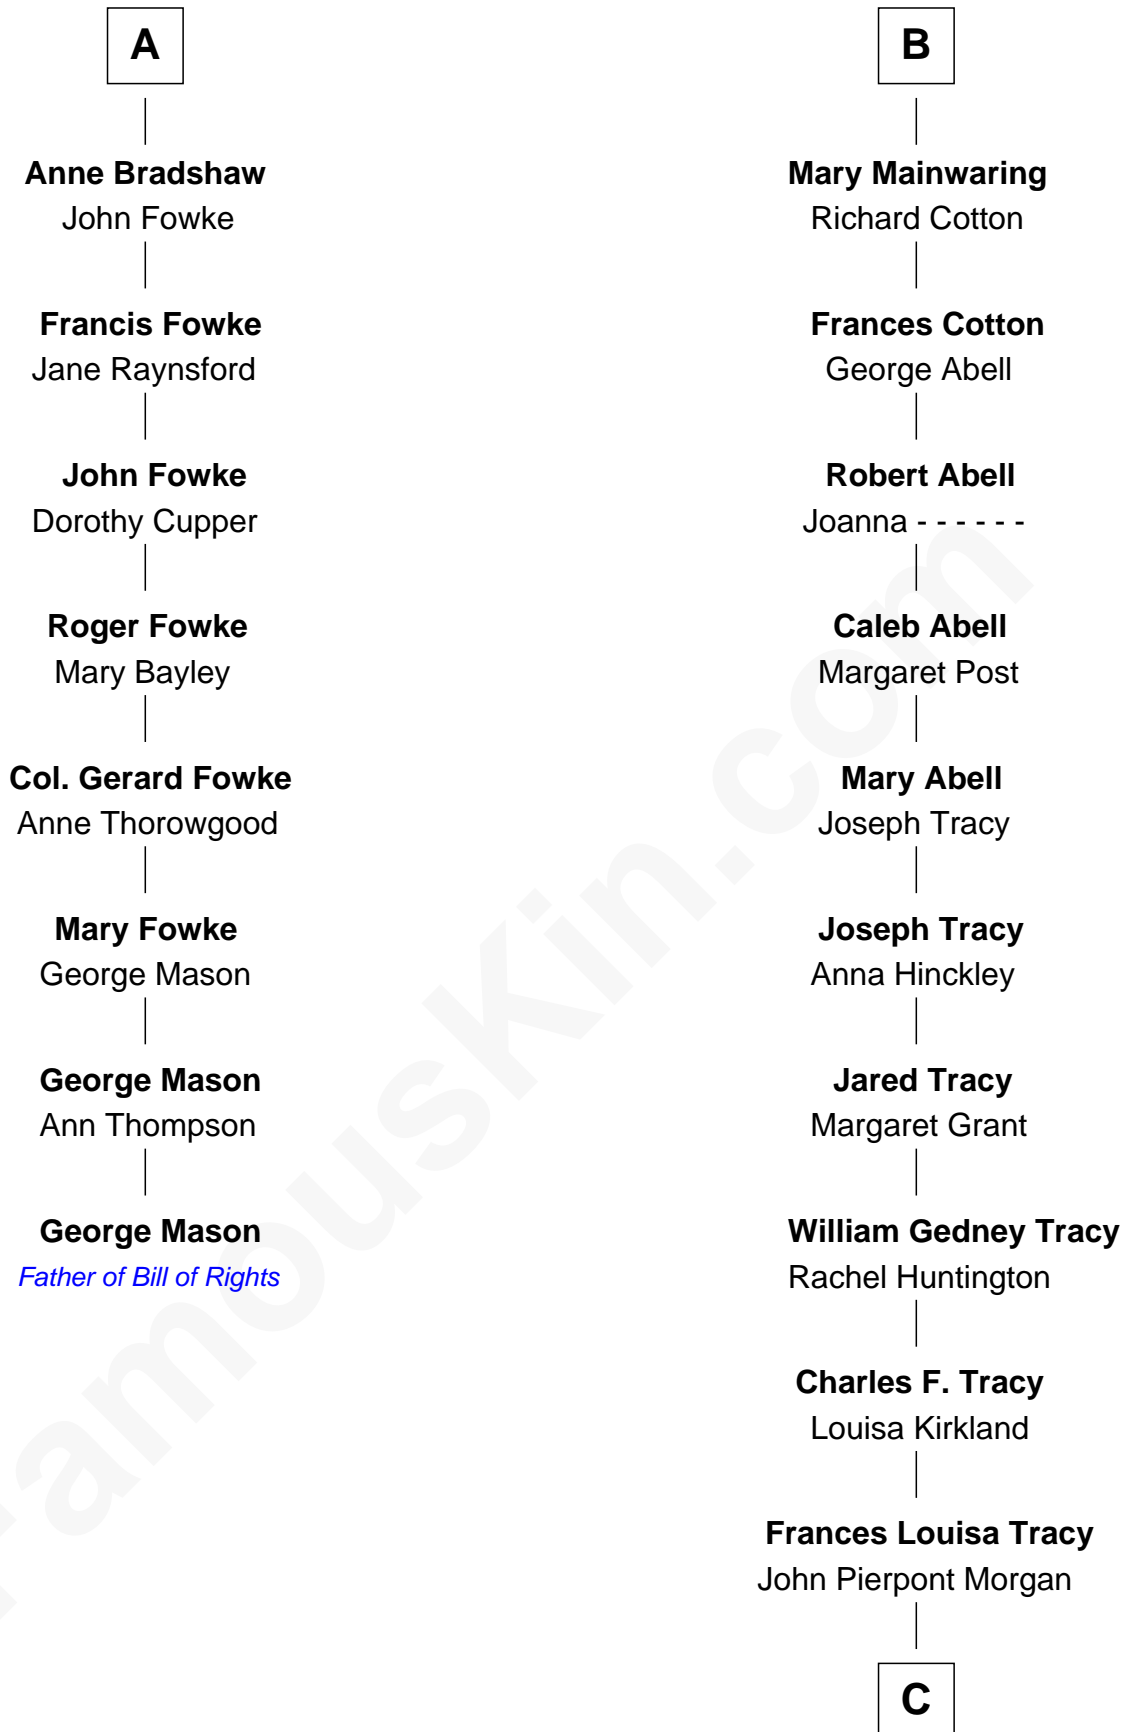 A
Anne Bradshaw
John Fowke
Francis Fowke
Jane Raynsford
John Fowke
Dorothy Cupper
Roger Fowke
Mary Bayley
Col. Gerard Fowke
Anne Thorowgood
Mary Fowke
George Mason
George Mason
Ann Thompson
George Mason
Father of Bill of Rights
B
Mary Mainwaring
Richard Cotton
Frances Cotton
George Abell
Robert Abell
Joanna - - - - - -
Caleb Abell
Margaret Post
Mary Abell
Joseph Tracy
Joseph Tracy
Anna Hinckley
Jared Tracy
Margaret Grant
William Gedney Tracy
Rachel Huntington
Charles F. Tracy
Louisa Kirkland
Frances Louisa Tracy
John Pierpont Morgan
C
FamousKin.com